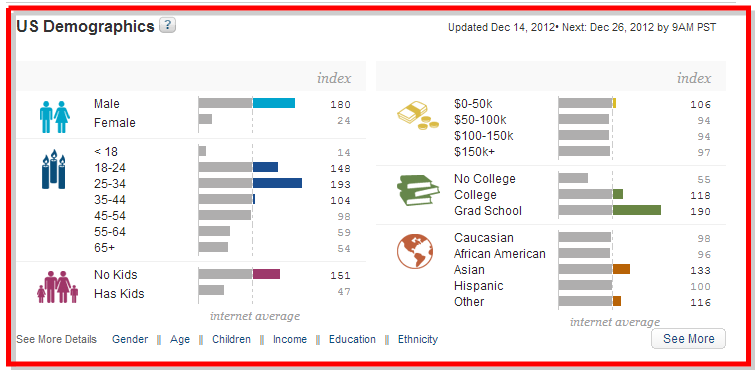 US Demographics ?
Updated Dec 14, 2012• Next: Dec 26, 2012 by 9AM PST
index
Male 180
Female 24
< 18 14
18-24 148
25-34 193
35-44 104
45-54 98
55-64 59
65+ 54
No Kids 151
Has Kids 47
internet average
index
$0-50k 106
$50-100k 94
$100-150k 94
$150k+ 97
No College 55
College 118
Grad School 190
Caucasian 98
African American 96
Asian 133
Hispanic 100
Other 116
internet average
See More Details Gender Age Children Income Education Ethnicity
See More